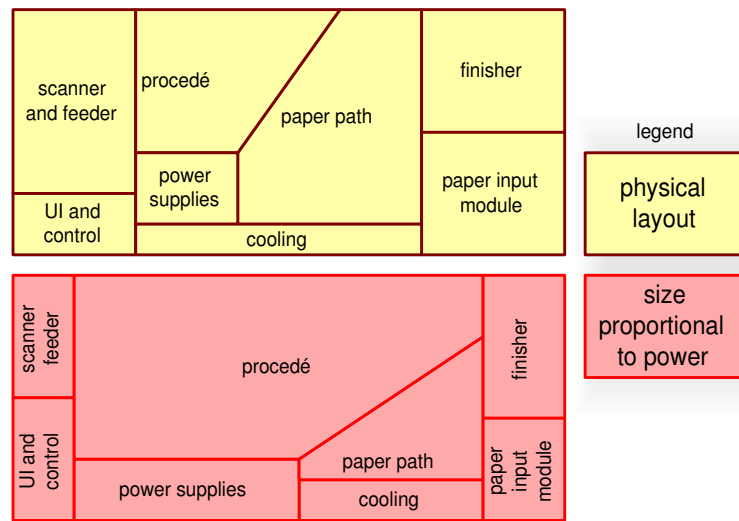 scanner
and feeder
procedé
paper path
finisher
power
supplies
UI and
control
cooling
paper input
module
legend
physical
layout
scanner
feeder
procedé
finisher
UI and
control
power supplies
paper path
cooling
paper
input
module
size
proportional
to power